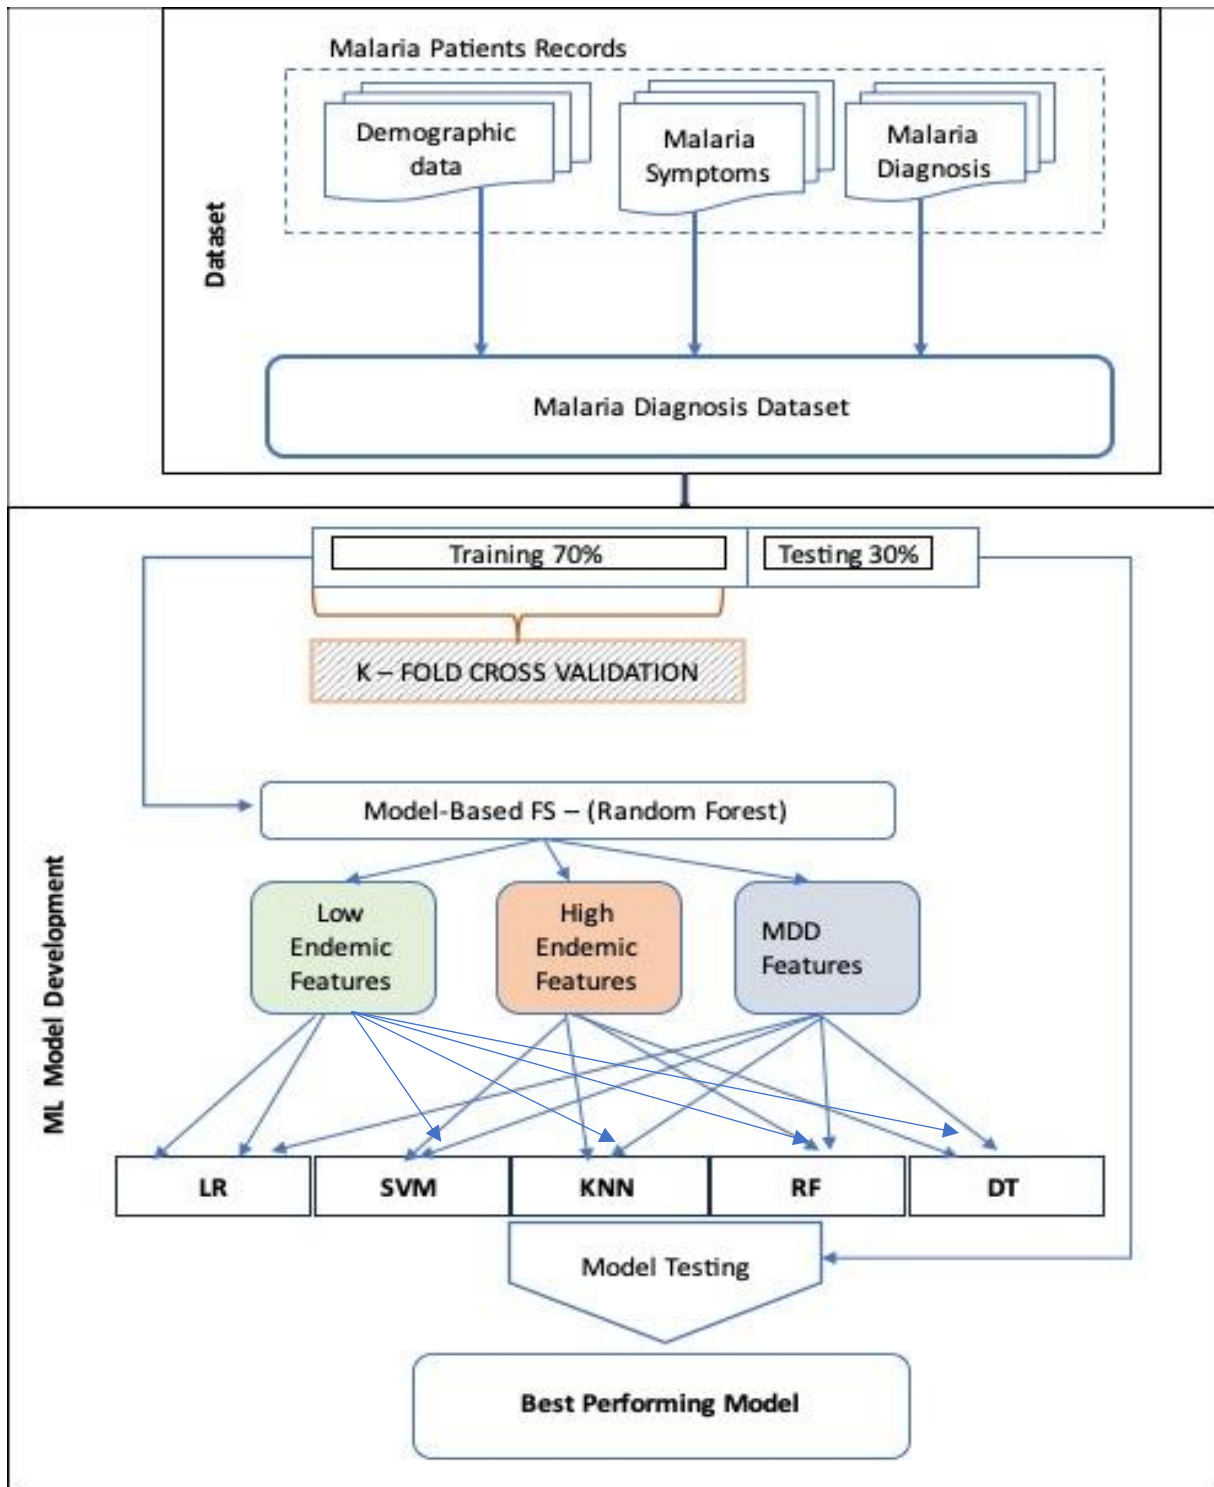 Malaria Patients Records
Demographic
data
Malaria
Symptoms
Malaria
Diagnosis
Dataset
Malaria Diagnosis Dataset
Training 70%
Testing 30%
K – FOLD CROSS VALIDATION
Model-Based FS – (Random Forest)
ML Model Development
Low
Endemic
Features
High
Endemic
Features
MDD
Features
LR
SVM
KNN
RF
DT
Model Testing
Best Performing Model